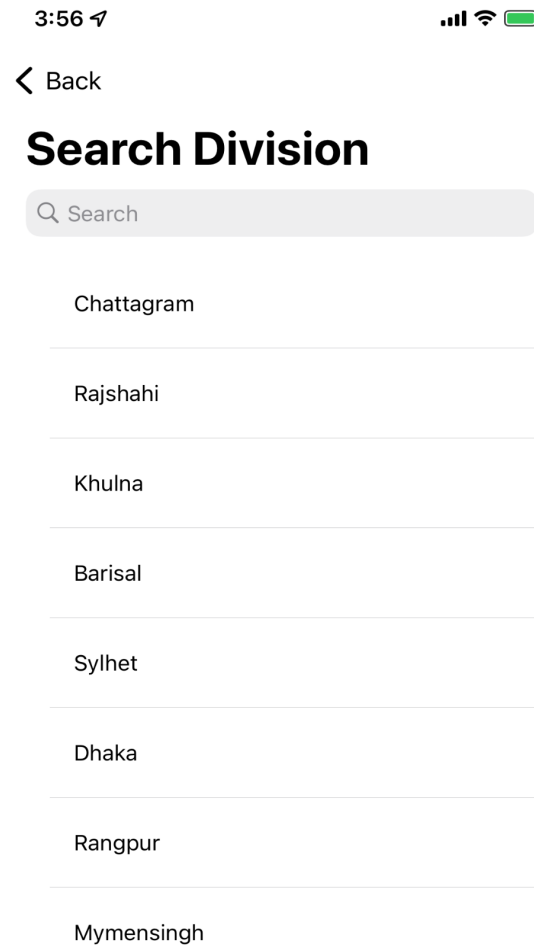 3:56
Back
Search Division
Search
Chattagram
Rajshahi
Khulna
Barisal
Sylhet
Dhaka
Rangpur
Mymensingh